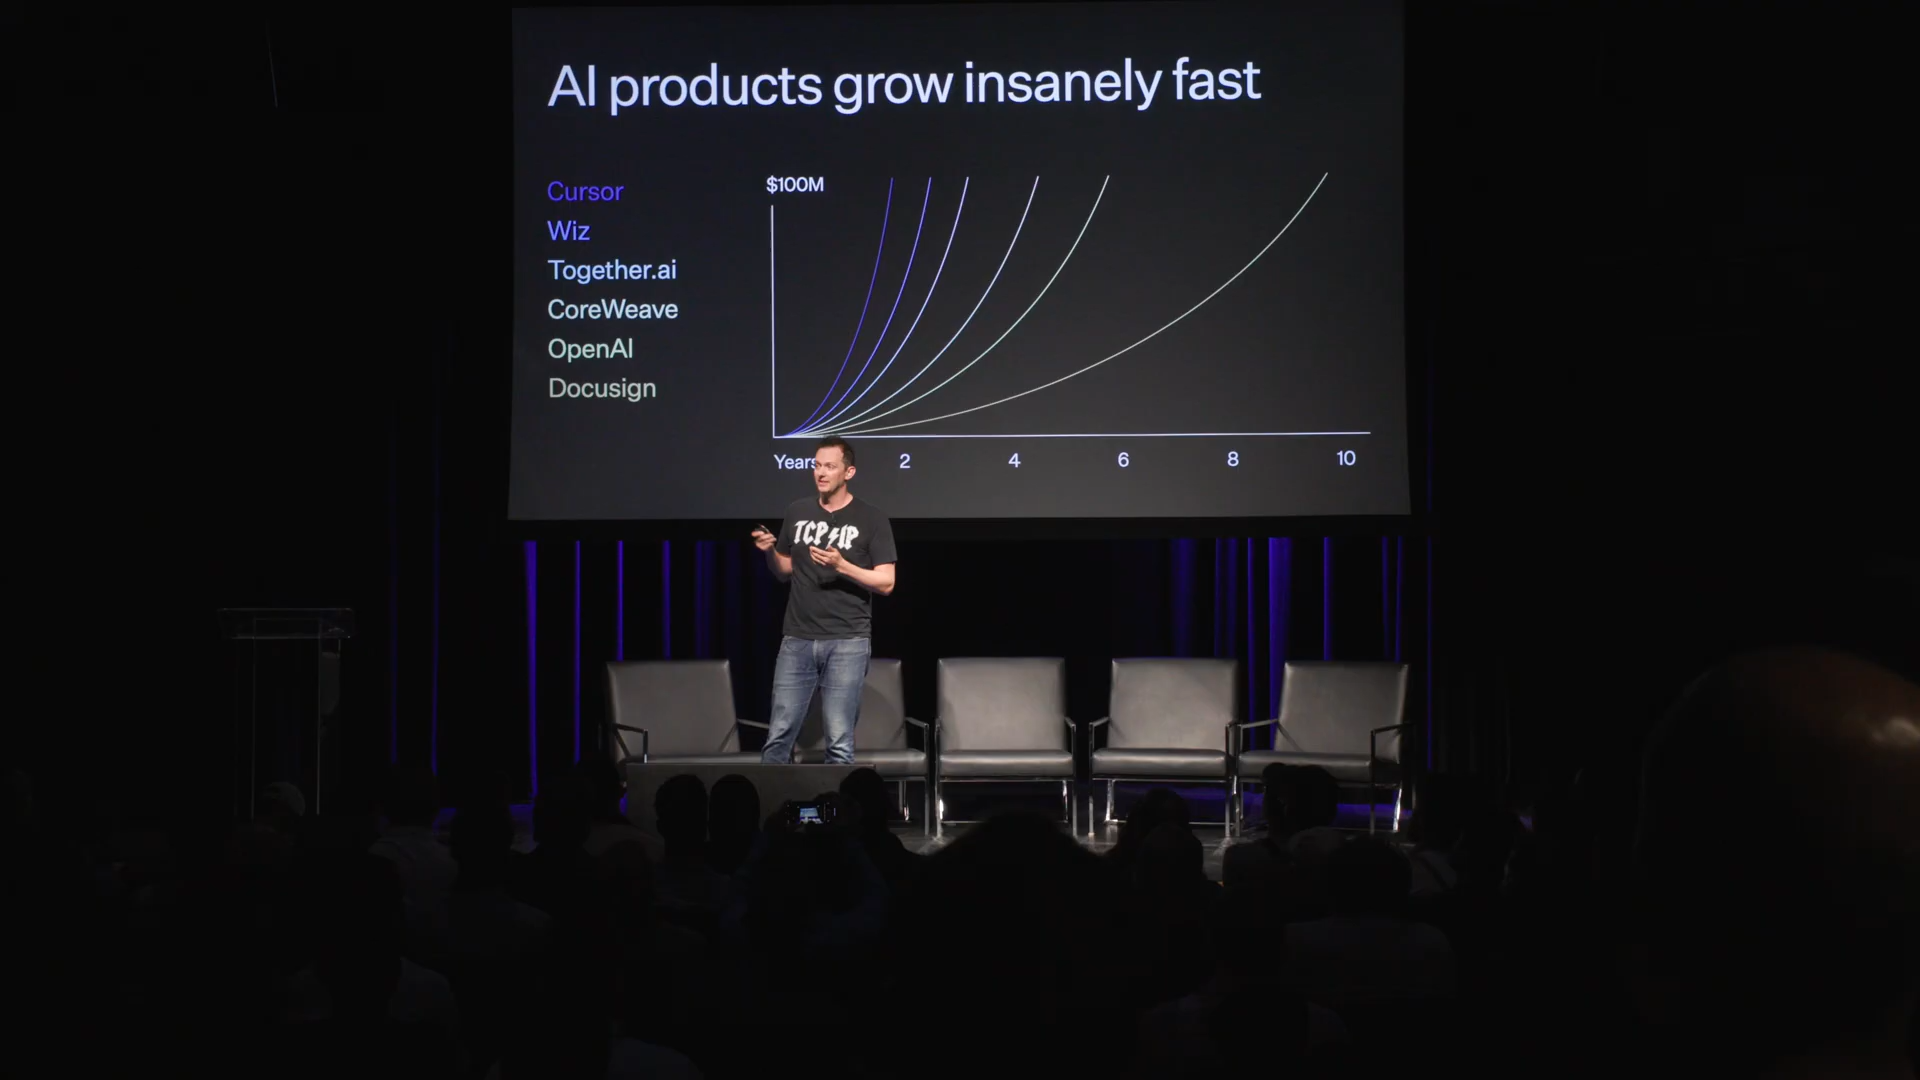 AI products grow insanely fast
Cursor
Wiz
Together.ai
CoreWeave
OpenAI
Docusign
$100M
Years
2
4
6
8
10
TCP/IP